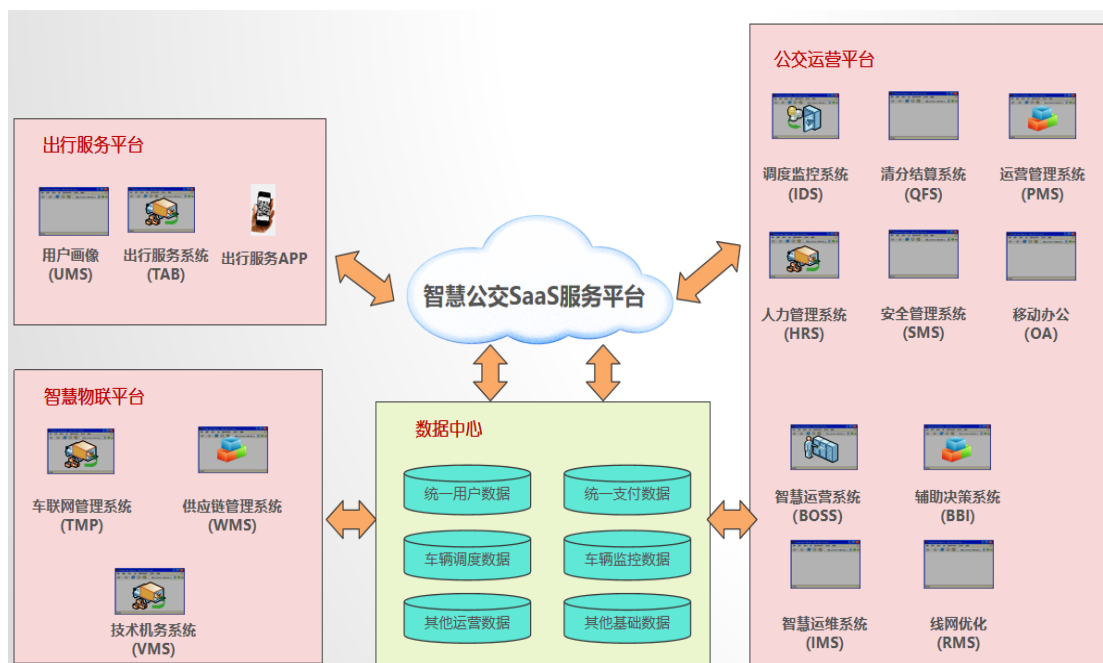 出行服务平台
用户画像
(UMS)
出行服务系统
(TAB)
出行服务APP
智慧物联平台
车联网管理系统
(TMP)
供应链管理系统
(WMS)
技术机务系统
(VMS)
智慧公交SaaS服务平台
数据中心
统一用户数据
统一支付数据
车辆调度数据
车辆监控数据
其他运营数据
其他基础数据
公交运营平台
调度监控系统
(IDS)
清分结算系统
(QFS)
运营管理系统
(PMS)
人力管理系统
(HRS)
安全管理系统
(SMS)
移动办公
(OA)
智慧运营系统
(BOSS)
辅助决策系统
(BBI)
智慧运维系统
(IMS)
线网优化
(RMS)